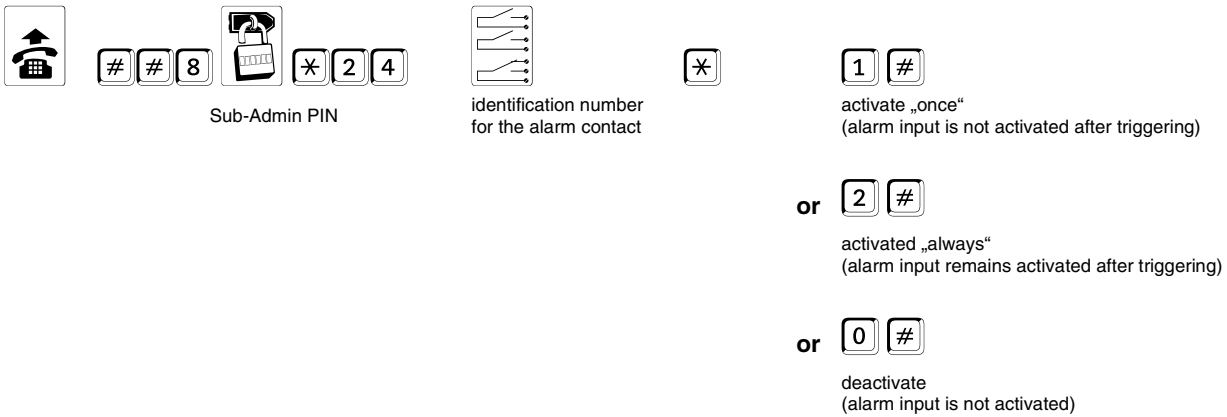 # # 8 * 2 4 * 1 #
Sub-Admin PIN
identification number
for the alarm contact
activate „once“
(alarm input is not activated after triggering)
or 2 #
activated „always“
(alarm input remains activated after triggering)
or 0 #
deactivate
(alarm input is not activated)